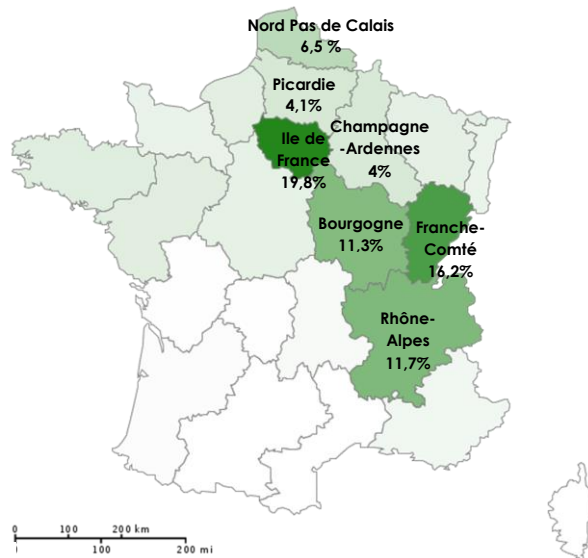 Nord Pas de Calais
6,5 %
Picardie
4,1%
Ile de
France
19,8%
Champagne
-Ardennes
4%
Bourgogne
11,3%
Franche-
Comté
16,2%
Rhône-
Alpes
11,7%
0 100 200 km
100 200 mi